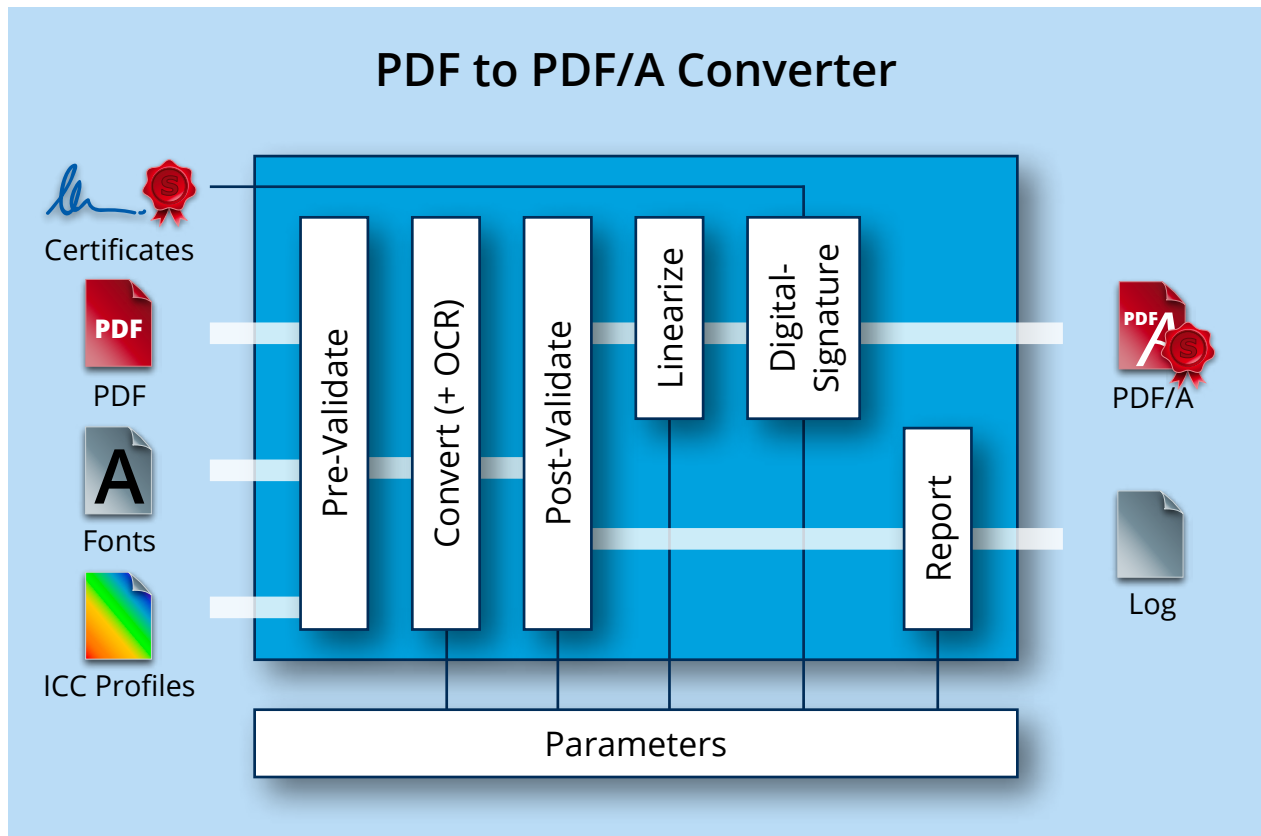 PDF to PDF/A Converter
S
Certificates
PDF
PDF
A
Fonts
ICC Profiles
Pre-Validate
Convert (+ OCR)
Post-Validate
Linearize
Digital-
Signature
Report
PDF
A
S
PDF/A
Log
Parameters